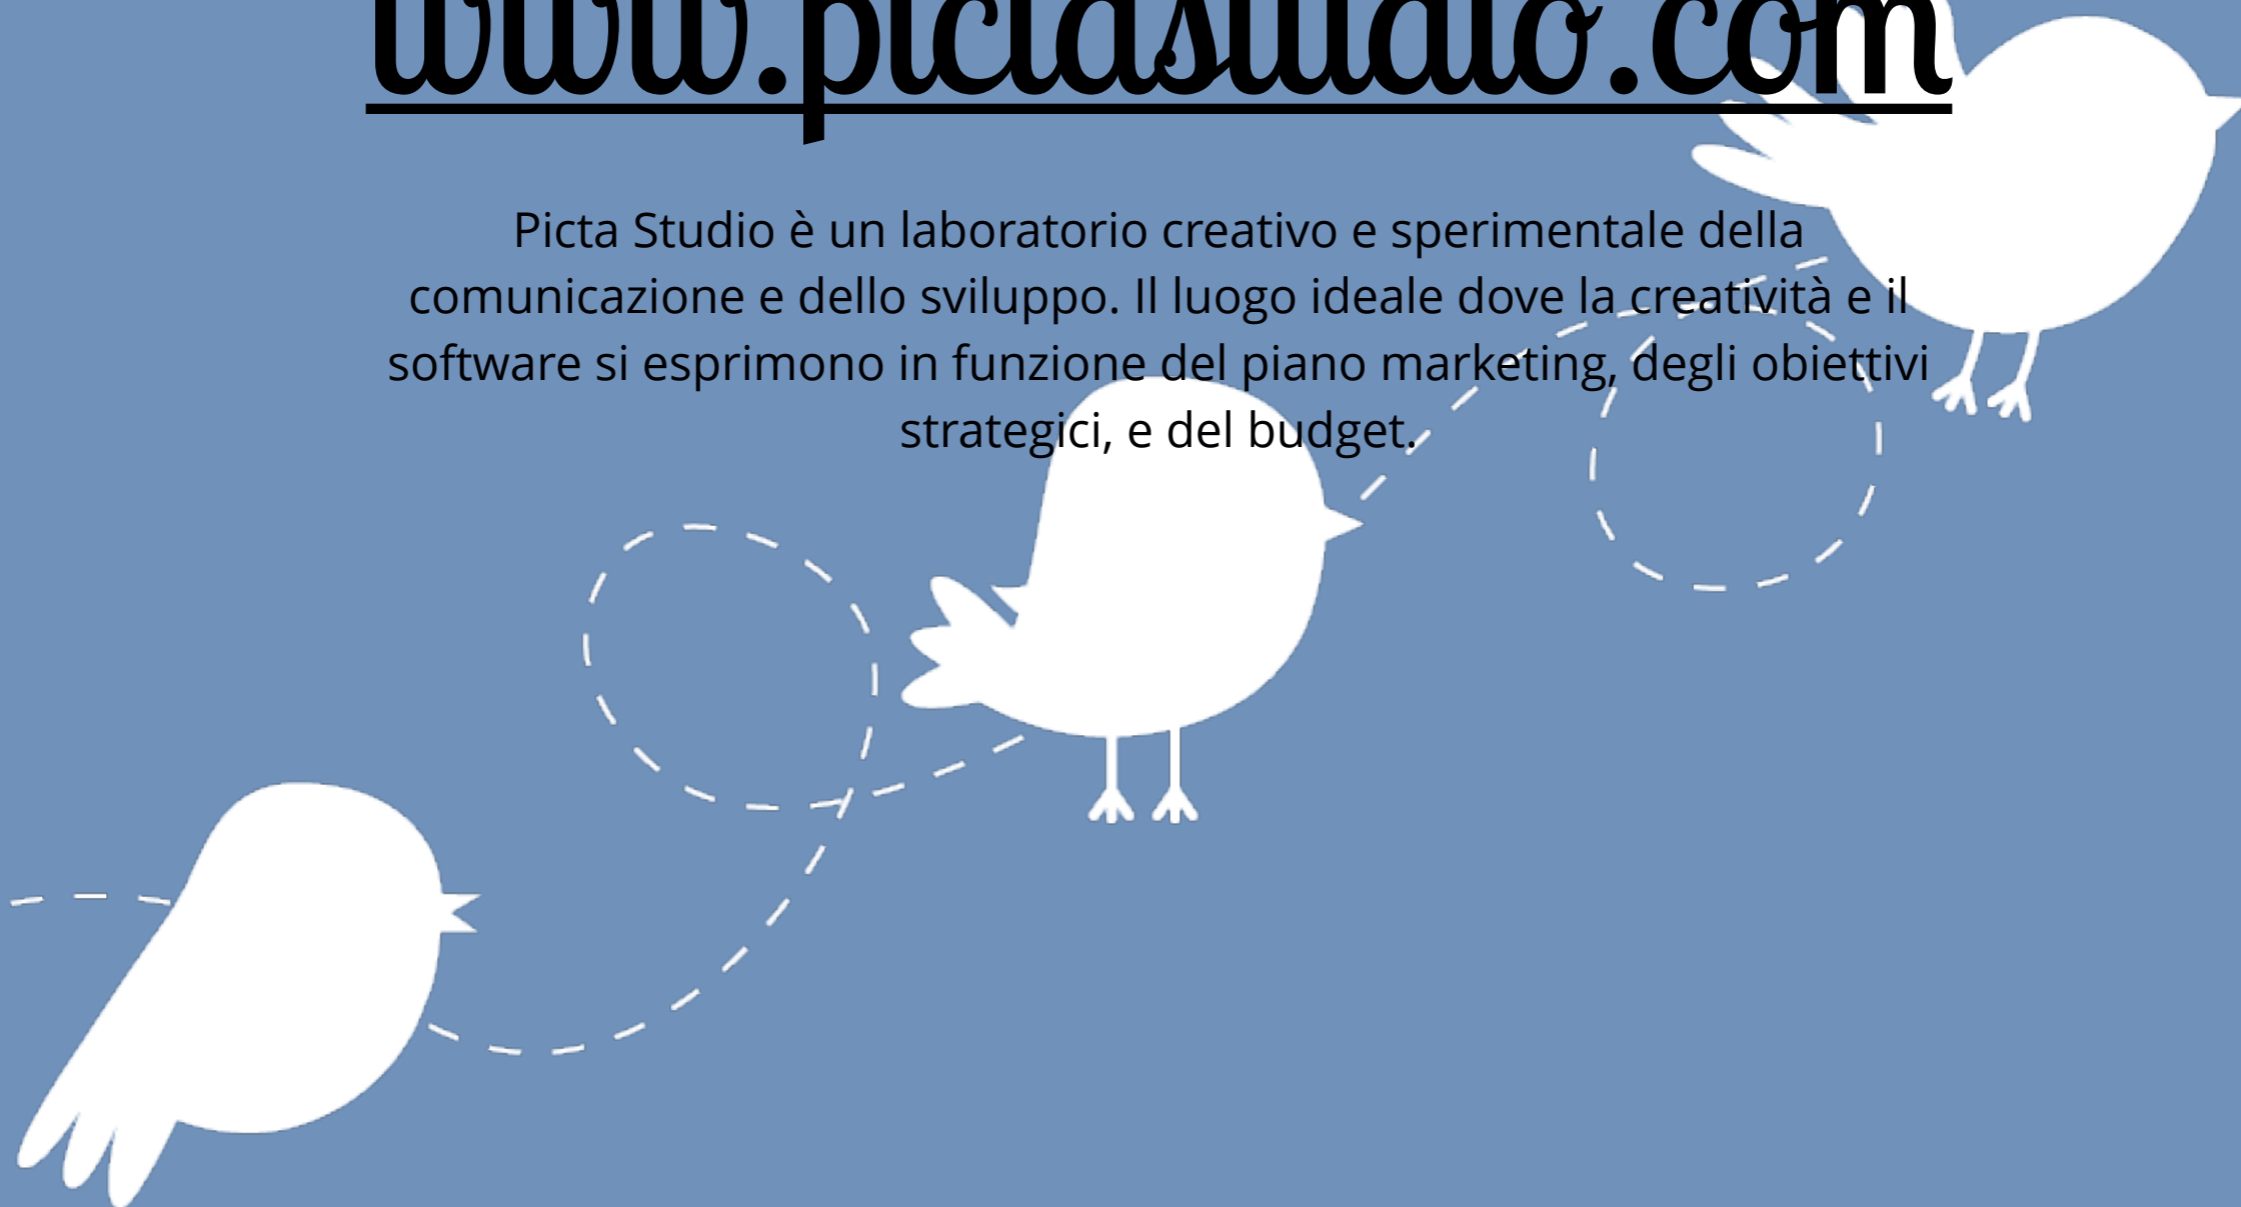 www.pictastudio.com
Picta Studio è un laboratorio creativo e sperimentale della
comunicazione e dello sviluppo. Il luogo ideale dove la creatività e il
software si esprimono in funzione del piano marketing, degli obiettivi
strategici, e del budget.